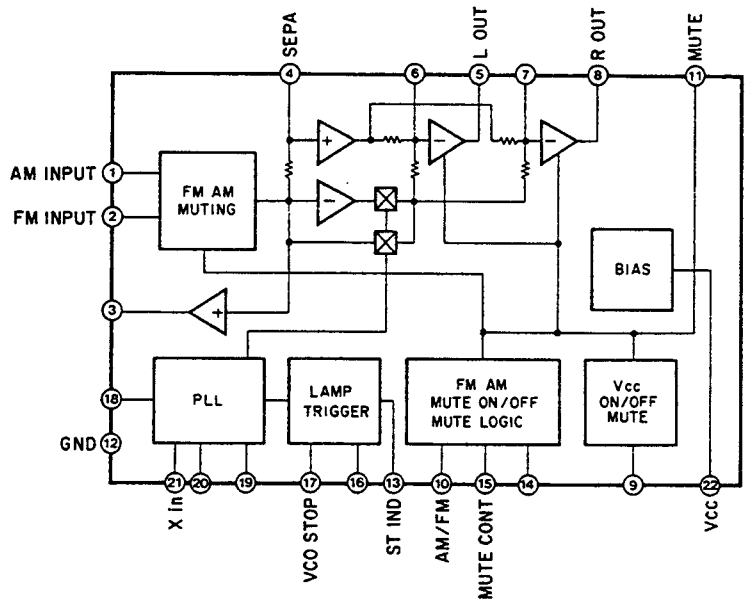 SEPA
L OUT
R OUT
MUTE
4
6
5
7
8
11
+
−
−
AM INPUT
1
FM INPUT
2
FM AM
MUTING
−
BIAS
3
+
18
PLL
LAMP
TRIGGER
FM AM
MUTE ON/OFF
MUTE LOGIC
Vcc
ON/OFF
MUTE
GND
12
21
20
19
17
16
13
10
15
14
9
22
X in
VCO STOP
ST IND
AM/FM
MUTE CONT
VCC